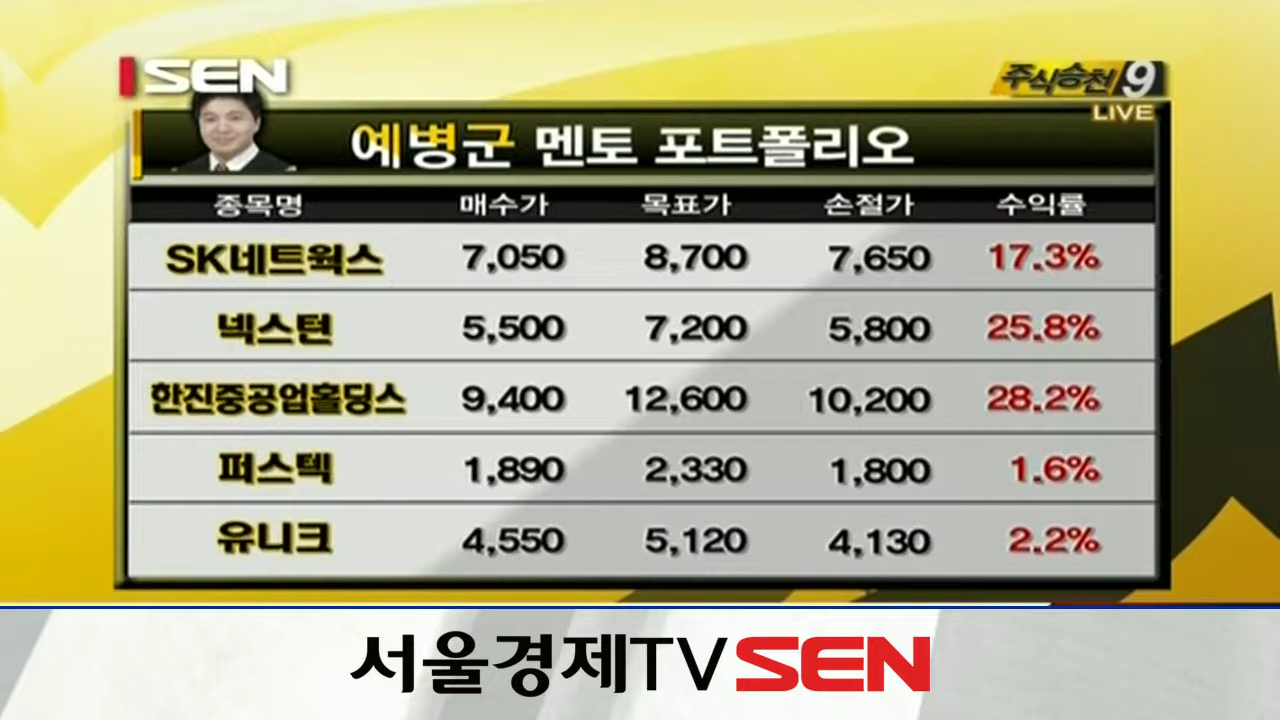 SEN
주식승천9
LIVE
예병군 멘토 포트폴리오
종목명 매수가 목표가 손절가 수익률
SK네트웍스 7,050 8,700 7,650 17.3%
넥스턴 5,500 7,200 5,800 25.8%
한진중공업홀딩스 9,400 12,600 10,200 28.2%
퍼스텍 1,890 2,330 1,800 1.6%
유니크 4,550 5,120 4,130 2.2%
서울경제TV SEN